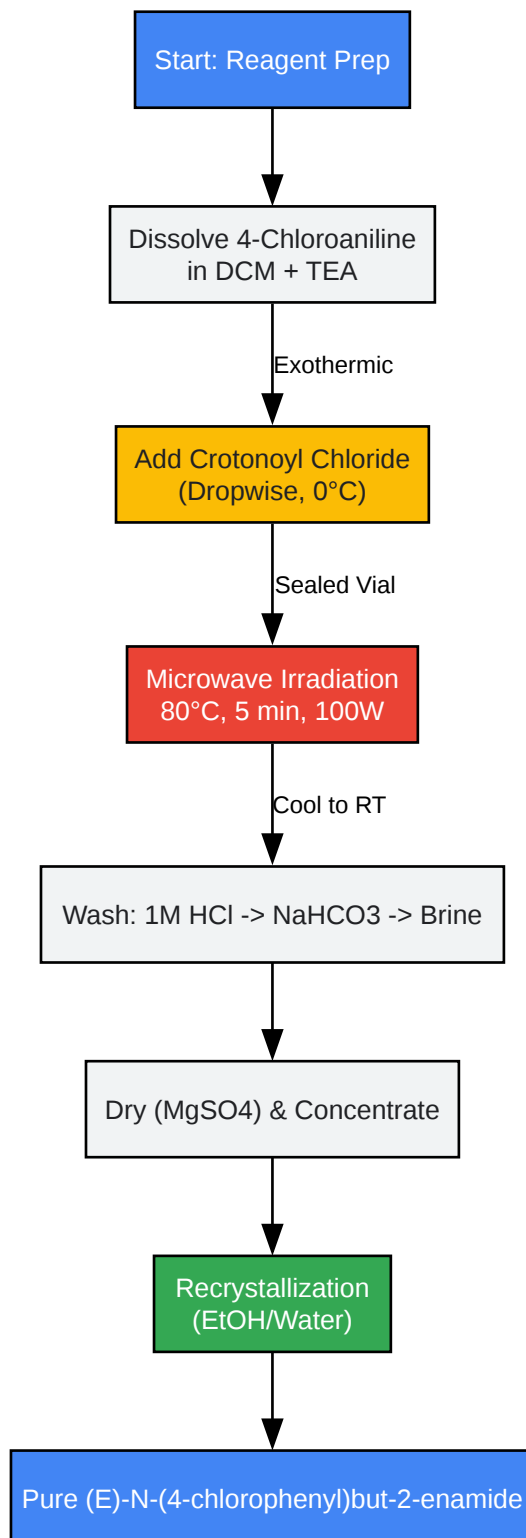 Start: Reagent Prep
Dissolve 4-Chloroaniline
in DCM + TEA
Exothermic
Add Crotonoyl Chloride
(Dropwise, 0°C)
Sealed Vial
Microwave Irradiation
80°C, 5 min, 100W
Cool to RT
Wash: 1M HCl -> NaHCO3 -> Brine
Dry (MgSO4) & Concentrate
Recrystallization
(EtOH/Water)
Pure (E)-N-(4-chlorophenyl)but-2-enamide